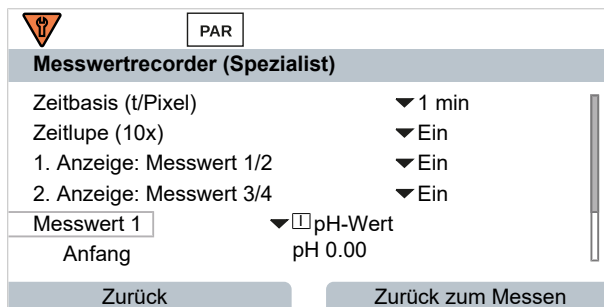 PAR
Messwertrecorder (Spezialist)
Zeitbasis (t/Pixel) 1 min
Zeitlupe (10x) Ein
1. Anzeige: Messwert 1/2 Ein
2. Anzeige: Messwert 3/4 Ein
Messwert 1 I pH-Wert
Anfang pH 0.00
Zurück Zurück zum Messen